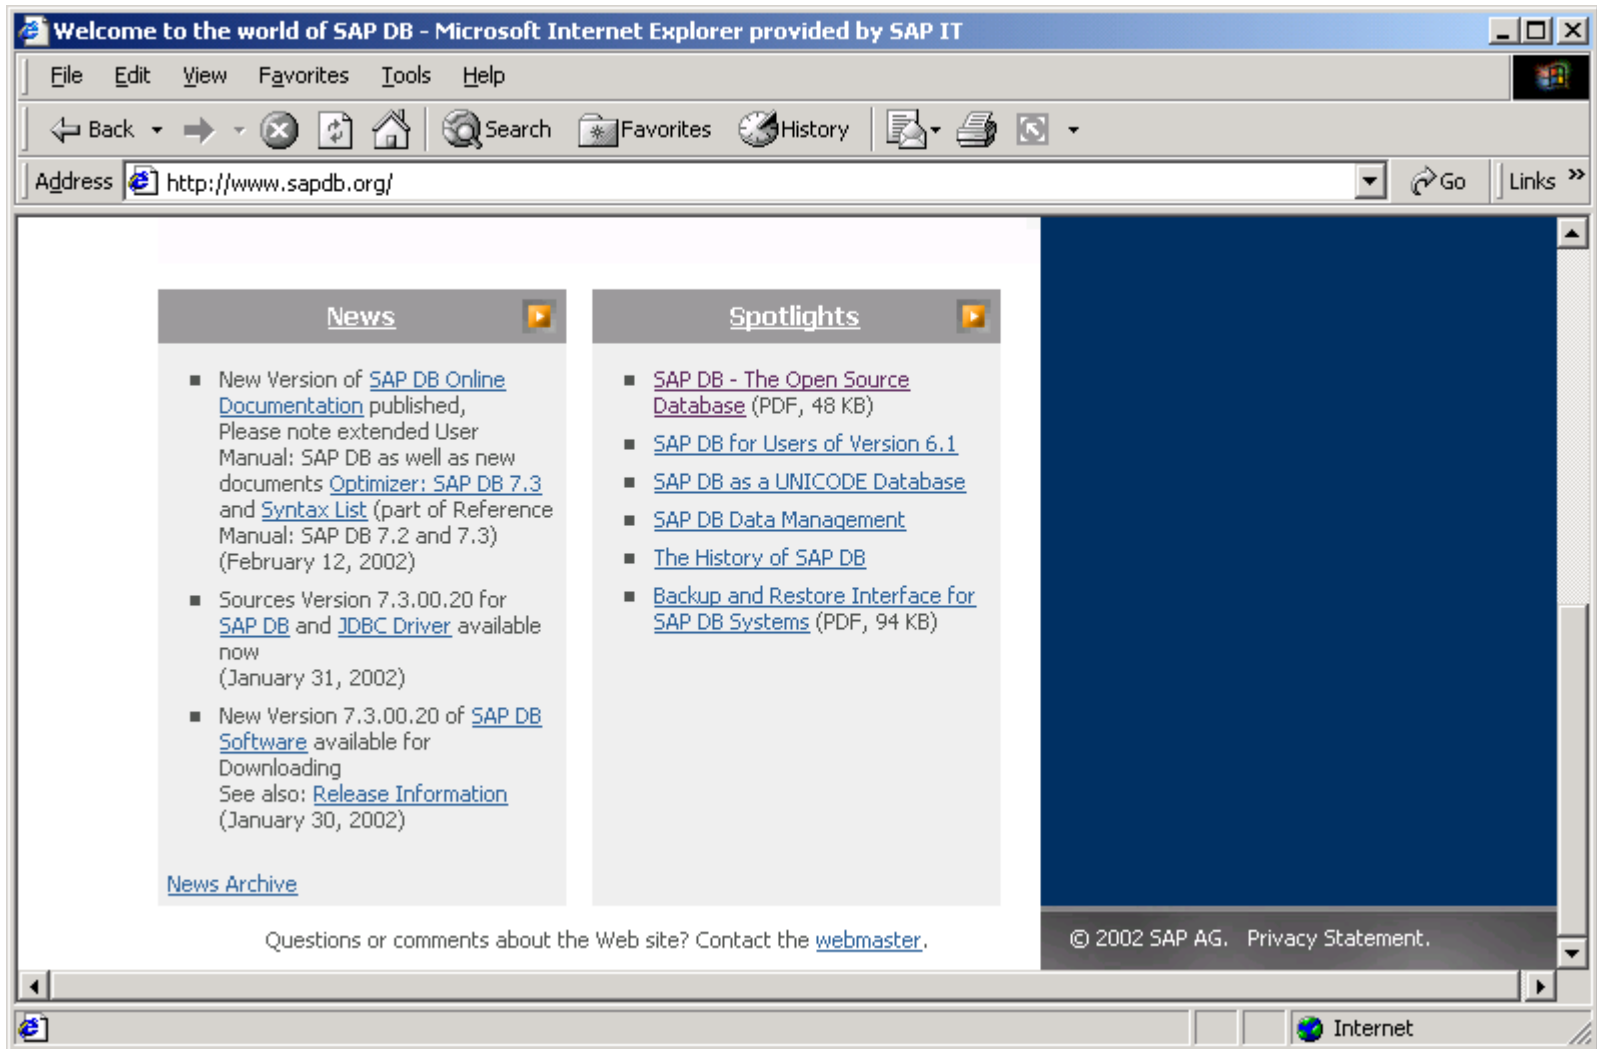 Welcome to the world of SAP DB - Microsoft Internet Explorer provided by SAP IT
File Edit View Favorites Tools Help
Back Search Favorites History
Address http://www.sapdb.org/ Go Links »
News
New Version of SAP DB Online
Documentation published,
Please note extended User
Manual: SAP DB as well as new
documents Optimizer: SAP DB 7.3
and Syntax List (part of Reference
Manual: SAP DB 7.2 and 7.3)
(February 12, 2002)
Sources Version 7.3.00.20 for
SAP DB and JDBC Driver available
now
(January 31, 2002)
New Version 7.3.00.20 of SAP DB
Software available for
Downloading
See also: Release Information
(January 30, 2002)
News Archive
Spotlights
SAP DB - The Open Source
Database (PDF, 48 KB)
SAP DB for Users of Version 6.1
SAP DB as a UNICODE Database
SAP DB Data Management
The History of SAP DB
Backup and Restore Interface for
SAP DB Systems (PDF, 94 KB)
Questions or comments about the Web site? Contact the webmaster.
© 2002 SAP AG. Privacy Statement.
Internet